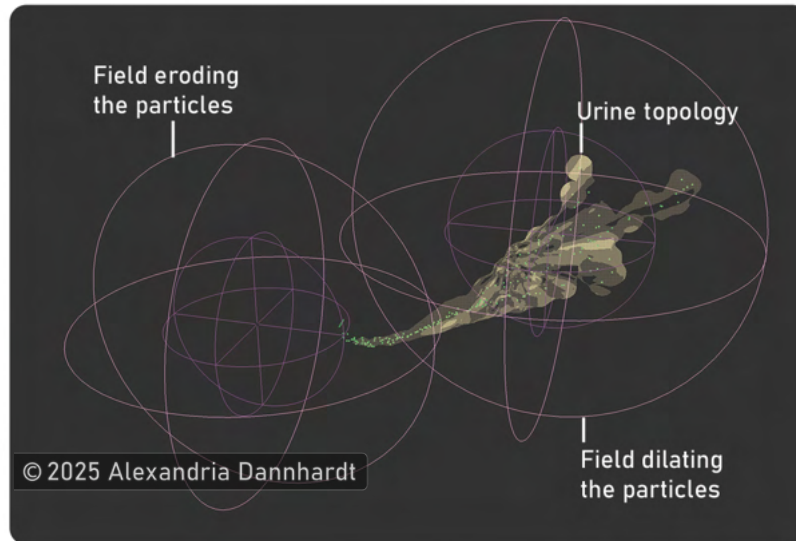 Field eroding
the particles
Urine topology
© 2025 Alexandria Dannhardt
Field dilating
the particles